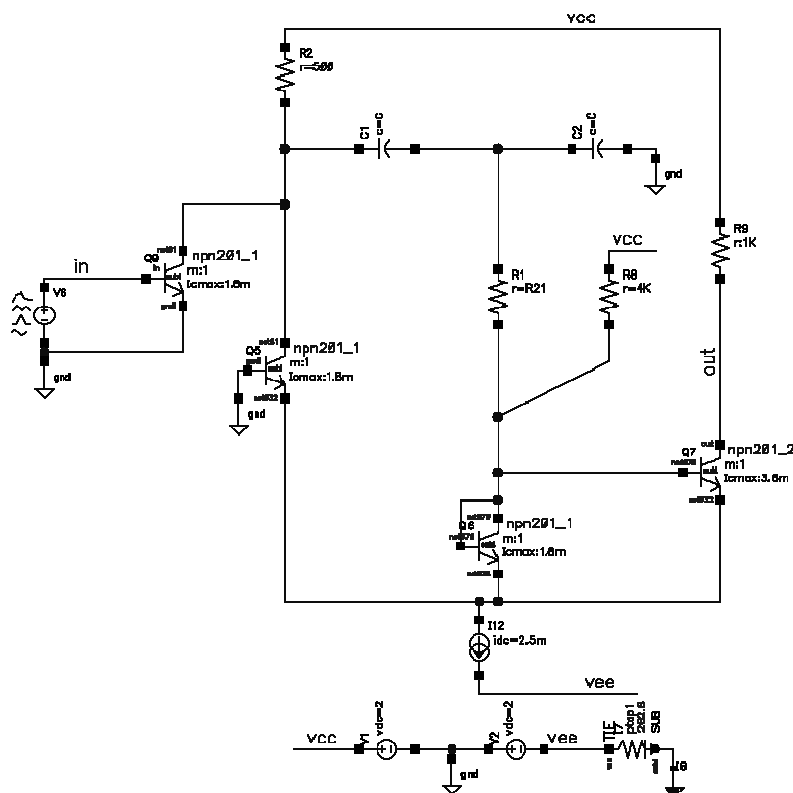 vcc
R2
r=500
C1
c=C
C2
c=C
gnd
R9
r:1K
vcc
in
npn201_1
m:1
Icmax:1.8m
V6
R1
r=R21
R8
r=4K
gnd
Q5
npn201_1
m:1
Icmax:1.8m
gnd
out
Q7
npn201_2
m:1
Icmax:3.6m
Q6
npn201_1
m:1
Icmax:1.8m
I12
idc=2.5m
vee
vcc
V1
vdc=2
gnd
V2
vdc=2
vee
ptap1
SUB